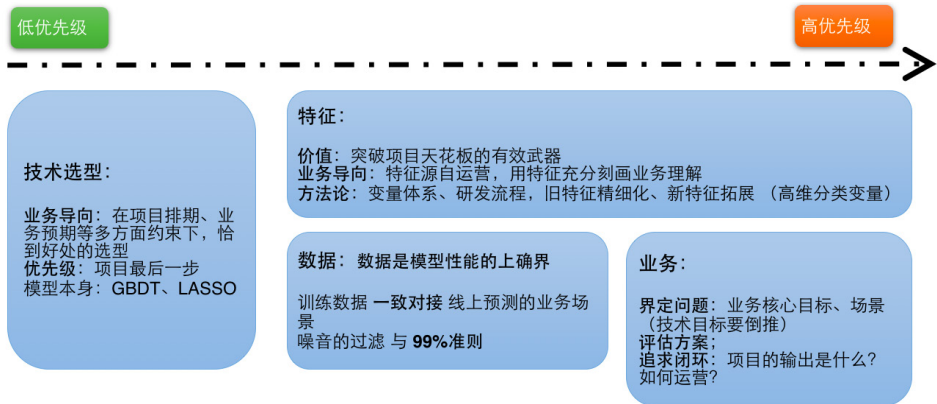 低优先级
高优先级
技术选型：
业务导向：在项目排期、业
务预期等多方面约束下，恰
到好处的选型
优先级：项目最后一步
模型本身：GBDT、LASSO
特征：
价值：突破项目天花板的有效武器
业务导向：特征源自运营，用特征充分刻画业务理解
方法论：变量体系、研发流程，旧特征精细化、新特征拓展 （高维分类变量）
数据：数据是模型性能的上确界
训练数据 一致对接 线上预测的业务场
景
噪音的过滤 与 99%准则
业务：
界定问题：业务核心目标、场景
（技术目标要倒推）
评估方案；
追求闭环：项目的输出是什么？
如何运营？